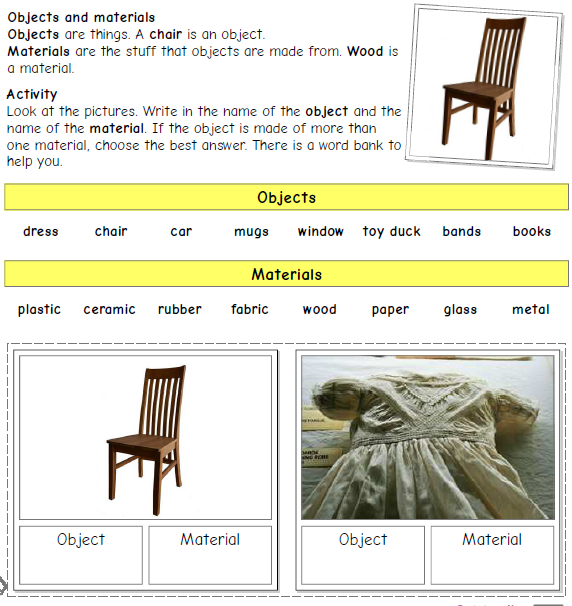 Objects and materials
Objects are things. A chair is an object.
Materials are the stuff that objects are made from. Wood is
a material.
Activity
Look at the pictures. Write in the name of the object and the
name of the material. If the object is made of more than
one material, choose the best answer. There is a word bank to
help you.
Objects
dress chair car mugs window toy duck bands books
Materials
plastic ceramic rubber fabric wood paper glass metal
Object Material
Object Material